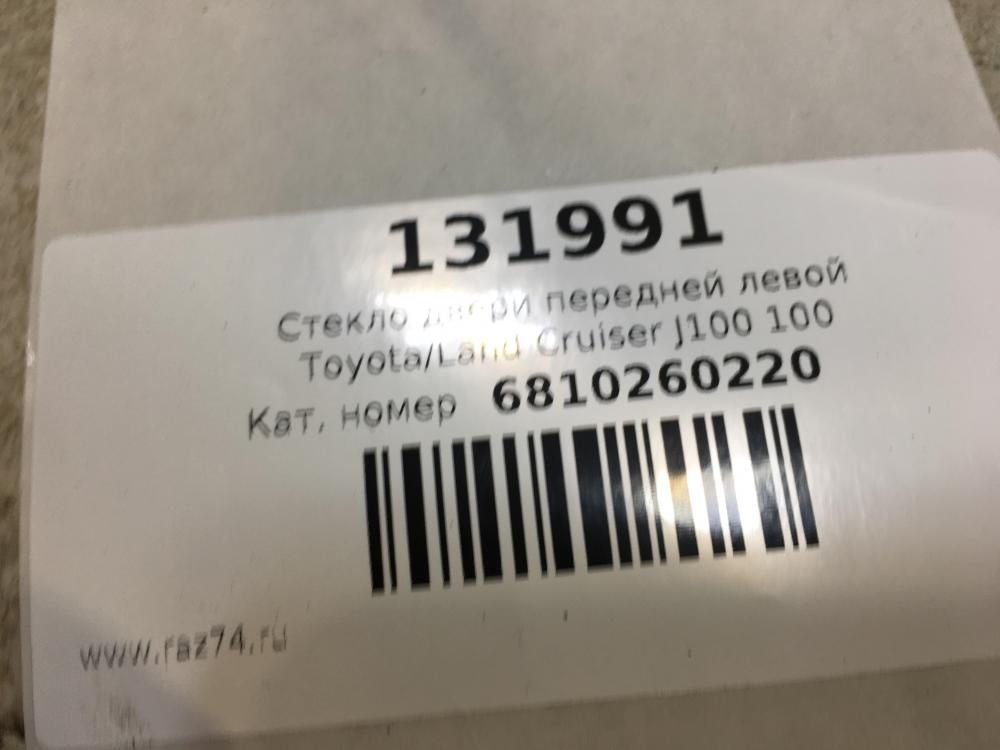 131991
Стекло двери передней левой
Toyota/Land Cruiser J100 100
Кат. номер 6810260220
www.raz74.ru